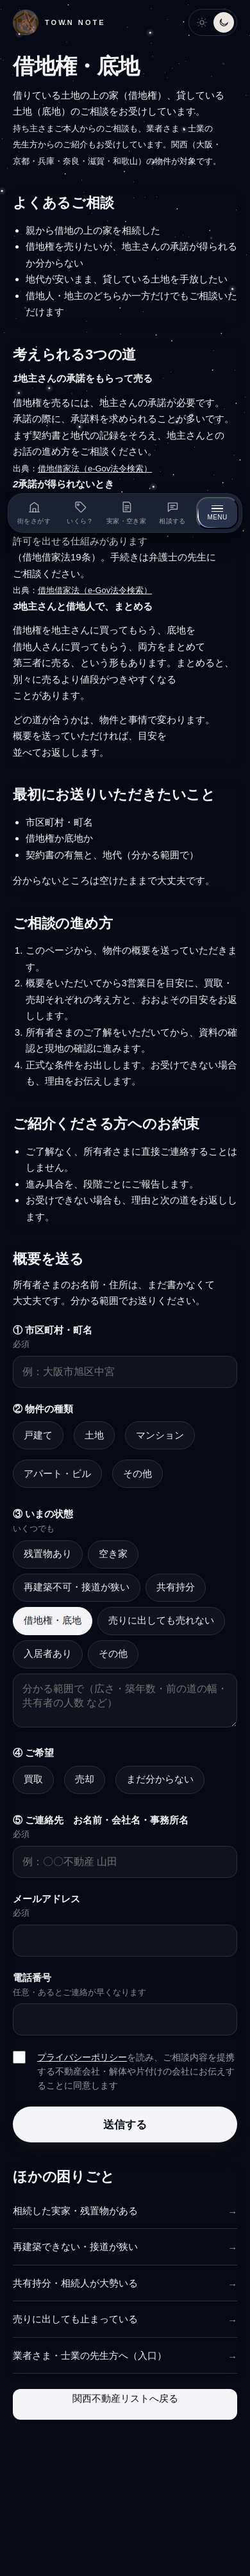 TOWN NOTE
借地権・底地
借りている土地の上の家（借地権）、貸している
土地（底地）のご相談をお受けしています。
持ち主さまご本人からのご相談も、業者さま・士業の
先生方からのご紹介もお受けしています。関西（大阪・
京都・兵庫・奈良・滋賀・和歌山）の物件が対象です。
よくあるご相談
親から借地の上の家を相続した
借地権を売りたいが、地主さんの承諾が得られる
か分からない
地代が安いまま、貸している土地を手放したい
借地人・地主のどちらか一方だけでもご相談いた
だけます
考えられる3つの道
1地主さんの承諾をもらって売る
借地権を売るには、地主さんの承諾が必要です。
承諾の際に、承諾料を求められることが多いです。
まず契約書と地代の記録をそろえ、地主さんとの
お話の進め方をご相談ください。
出典：借地借家法（e-Gov法令検索）
2承諾が得られないとき
街をさがす
いくら？
実家・空き家
相談する
MENU
許可を出せる仕組みがあります
（借地借家法19条）。手続きは弁護士の先生に
ご相談ください。
出典：借地借家法（e-Gov法令検索）
3地主さんと借地人で、まとめる
借地権を地主さんに買ってもらう、底地を
借地人さんに買ってもらう、両方をまとめて
第三者に売る、という形もあります。まとめると、
別々に売るより値段がつきやすくなる
ことがあります。
どの道が合うかは、物件と事情で変わります。
概要を送っていただければ、目安を
並べてお返しします。
最初にお送りいただきたいこと
市区町村・町名
借地権か底地か
契約書の有無と、地代（分かる範囲で）
分からないところは空けたままで大丈夫です。
ご相談の進め方
1. このページから、物件の概要を送っていただきま
す。
2. 概要をいただいてから3営業日を目安に、買取・
売却それぞれの考え方と、おおよその目安をお返
しします。
3. 所有者さまのご了解をいただいてから、資料の確
認と現地の確認に進みます。
4. 正式な条件をお出しします。お受けできない場合
も、理由をお伝えします。
ご紹介くださる方へのお約束
ご了解なく、所有者さまに直接ご連絡することは
しません。
進み具合を、段階ごとにご報告します。
お受けできない場合も、理由と次の道をお返しし
ます。
概要を送る
所有者さまのお名前・住所は、まだ書かなくて
大丈夫です。分かる範囲でお送りください。
① 市区町村・町名
必須
例：大阪市旭区中宮
② 物件の種類
戸建て
土地
マンション
アパート・ビル
その他
③ いまの状態
いくつでも
残置物あり
空き家
再建築不可・接道が狭い
共有持分
借地権・底地
売りに出しても売れない
入居者あり
その他
分かる範囲で（広さ・築年数・前の道の幅・
共有者の人数 など）
④ ご希望
買取
売却
まだ分からない
⑤ ご連絡先　お名前・会社名・事務所名
必須
例：〇〇不動産 山田
メールアドレス
必須
電話番号
任意・あるとご連絡が早くなります
プライバシーポリシーを読み、ご相談内容を提携
する不動産会社・解体や片付けの会社にお伝えす
ることに同意します
送信する
ほかの困りごと
相続した実家・残置物がある →
再建築できない・接道が狭い →
共有持分・相続人が大勢いる →
売りに出しても止まっている →
業者さま・士業の先生方へ（入口） →
関西不動産リストへ戻る